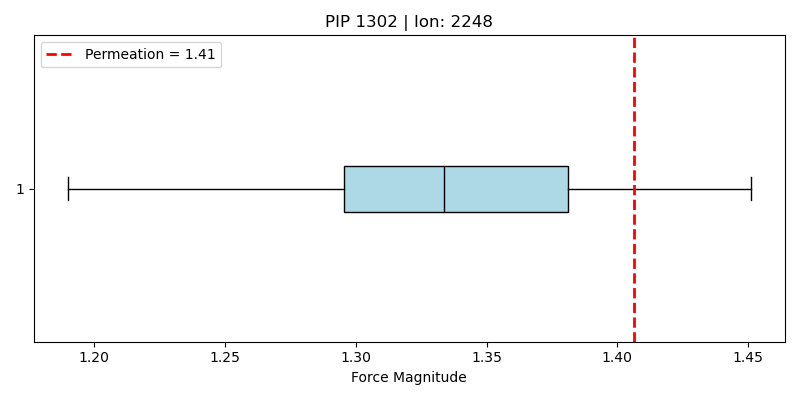 PIP 1302 | Ion: 2248
Permeation = 1.41
1
1.20 1.25 1.30 1.35 1.40 1.45
Force Magnitude